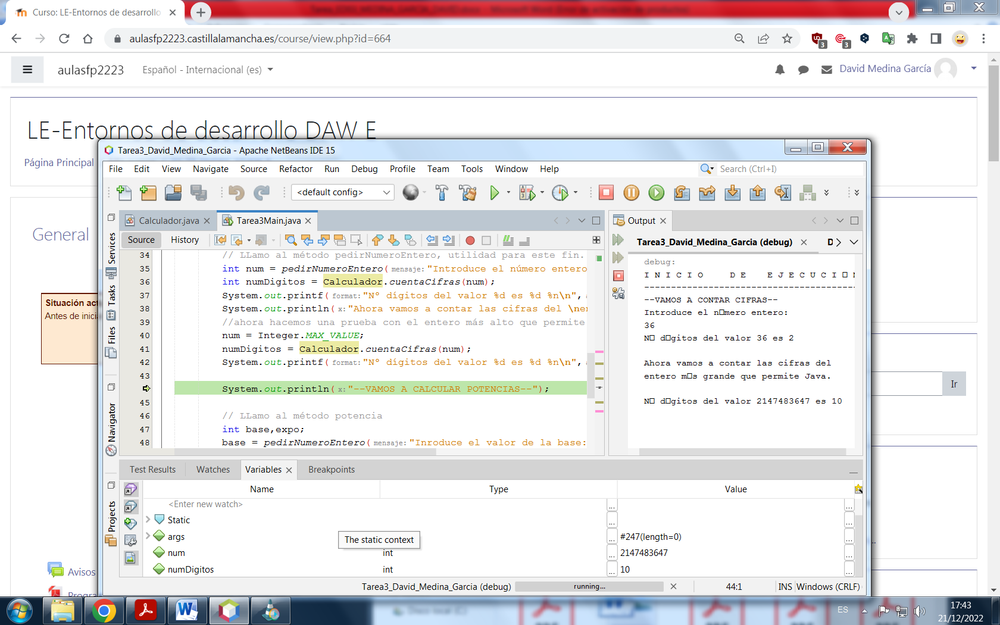 Curso: LE-Entornos de desarrollo
aulasfp2223.castillalamancha.es/course/view.php?id=664
3
3
aulasfp2223
Español - Internacional (es)
David Medina García
LE-Entornos de desarrollo DAW E
Página Principal
General
Situación act
Antes de inicia
Ir
Avisos
Progra
Tarea3_David_Medina_Garcia - Apache NetBeans IDE 15
File Edit View Navigate Source Refactor Run Debug Profile Team Tools Window Help
Search (Ctrl+I)
<default config>
Services
Tasks
Files
Navigator
Projects
Calculador.java
Tarea3Main.java
Source History
34 // LLamo al método pedirNumeroEntero, utilidad para este fin.
35 int num = pedirNumeroEntero(mensaje:"Introduce el número entero
36 int numDigitos = Calculador.cuentaCifras(num);
37 System.out.printf(format:"Nº dígitos del valor %d es %d %n\n",
38 System.out.println(x:"Ahora vamos a contar las cifras del \nen
39 //ahora hacemos una prueba con el entero más alto que permite
40 num = Integer.MAX_VALUE;
41 numDigitos = Calculador.cuentaCifras(num);
42 System.out.printf(format:"Nº dígitos del valor %d es %d %n\n",
43
System.out.println(x:"--VAMOS A CALCULAR POTENCIAS--");
45
46 // LLamo al método potencia
47 int base,expo;
48 base = pedirNumeroEntero(mensaje:"Inroduce el valor de la base:
Output
Tarea3_David_Medina_Garcia (debug)
D
debug:
I N I C I O   D E   E J E C U C I □ N
----------------------------------------
--VAMOS A CONTAR CIFRAS--
Introduce el n□mero entero:
36
N□ d□gitos del valor 36 es 2
Ahora vamos a contar las cifras del
entero m□s grande que permite Java.
N□ d□gitos del valor 2147483647 es 10
Test Results Watches Variables Breakpoints
Name Type Value
<Enter new watch> ... ...
Static ... ...
args ... #247(length=0) ...
The static context
num int ... 2147483647 ...
numDigitos int ... 10 ...
Tarea3_David_Medina_Garcia (debug) running... 44:1 INS Windows (CRLF)
ES
17:43
21/12/2022